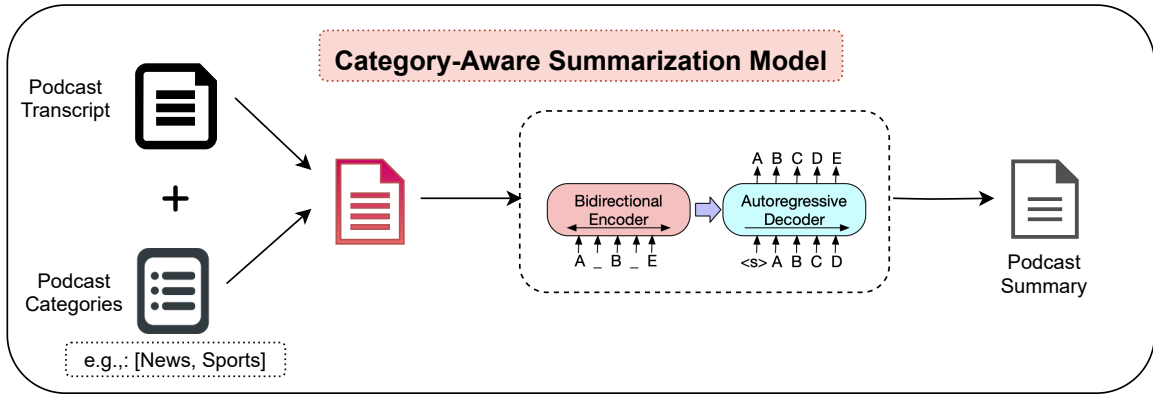 Category-Aware Summarization Model
Podcast
Transcript
+
Podcast
Categories
e.g.,: [News, Sports]
Bidirectional
Encoder
A _ B _ E
A B C D E
Autoregressive
Decoder
<s> A B C D
Podcast
Summary